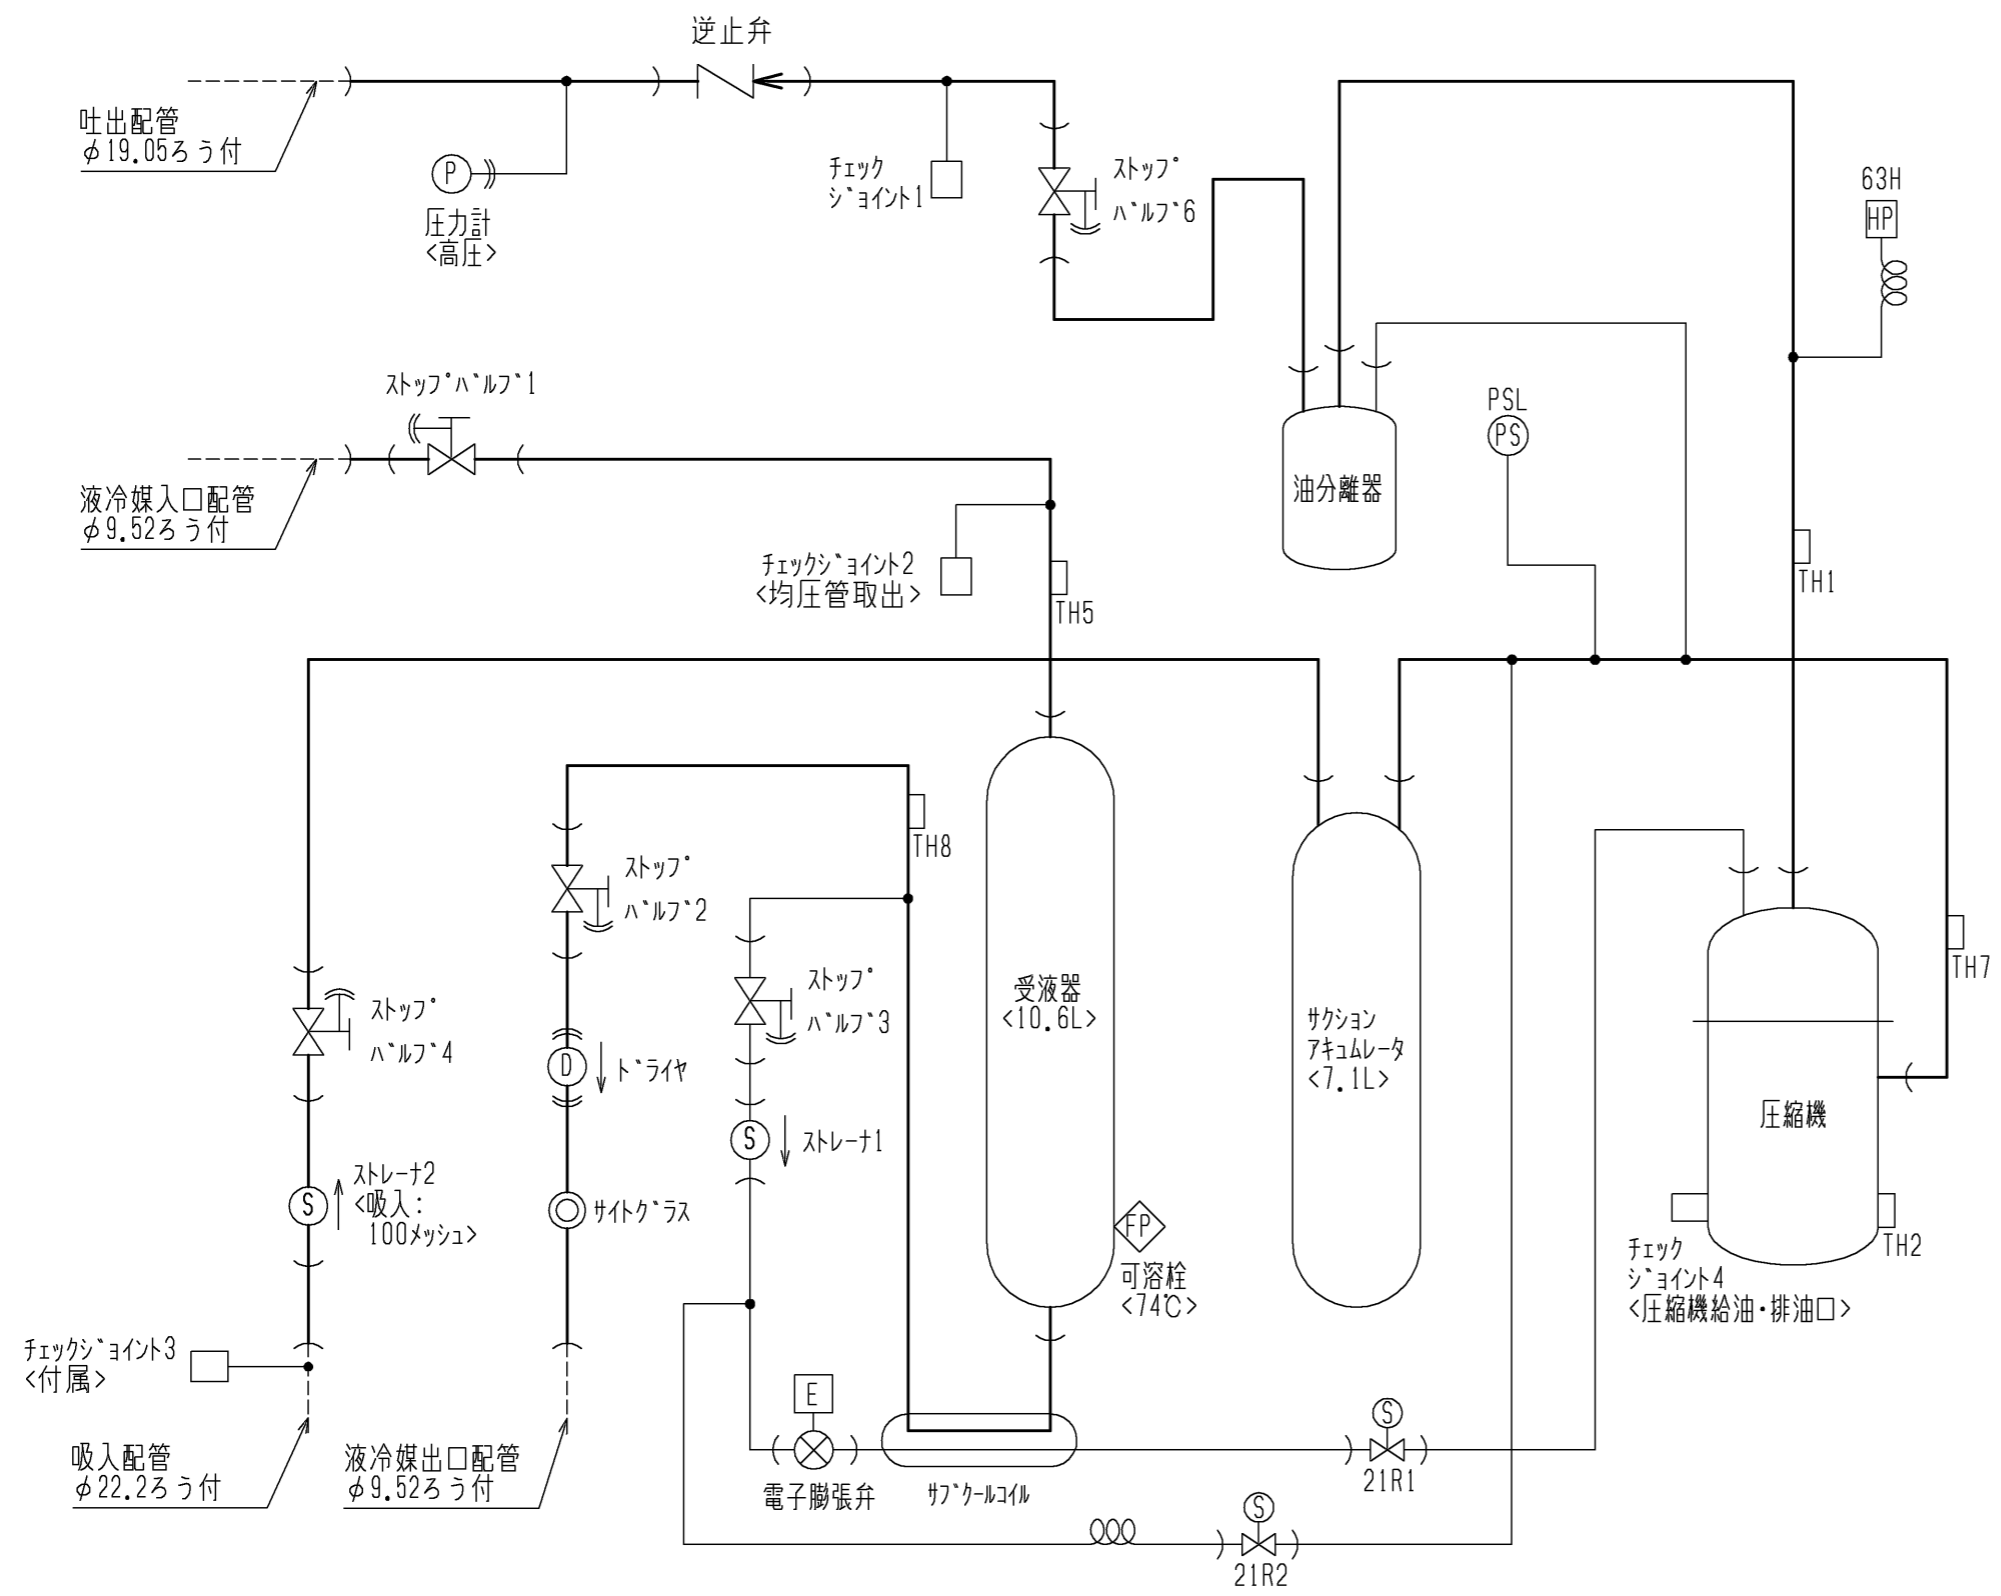 逆止弁
吐出配管
φ19.05ろう付
P
圧力計
<高圧>
チェック
ジョイント1
ストップ
バルブ6
63H
HP
ストップバルブ1
PSL
PS
液冷媒入口配管
φ9.52ろう付
油分離器
チェックジョイント2
<均圧管取出>
TH5
TH1
TH8
ストップ
バルブ2
ストップ
バルブ3
ストップ
バルブ4
受液器
<10.6L>
サクション
アキュムレータ
<7.1L>
TH7
D
ドライヤ
圧縮機
S
ストレーナ1
S
ストレーナ2
<吸入:
100メッシュ>
サイトグラス
FP
可溶栓
<74℃>
TH2
チェック
ジョイント4
<圧縮機給油・排油口>
チェックジョイント3
<付属>
E
電子膨張弁
サブクールコイル
S
21R1
吸入配管
φ22.2ろう付
液冷媒出口配管
φ9.52ろう付
S
21R2